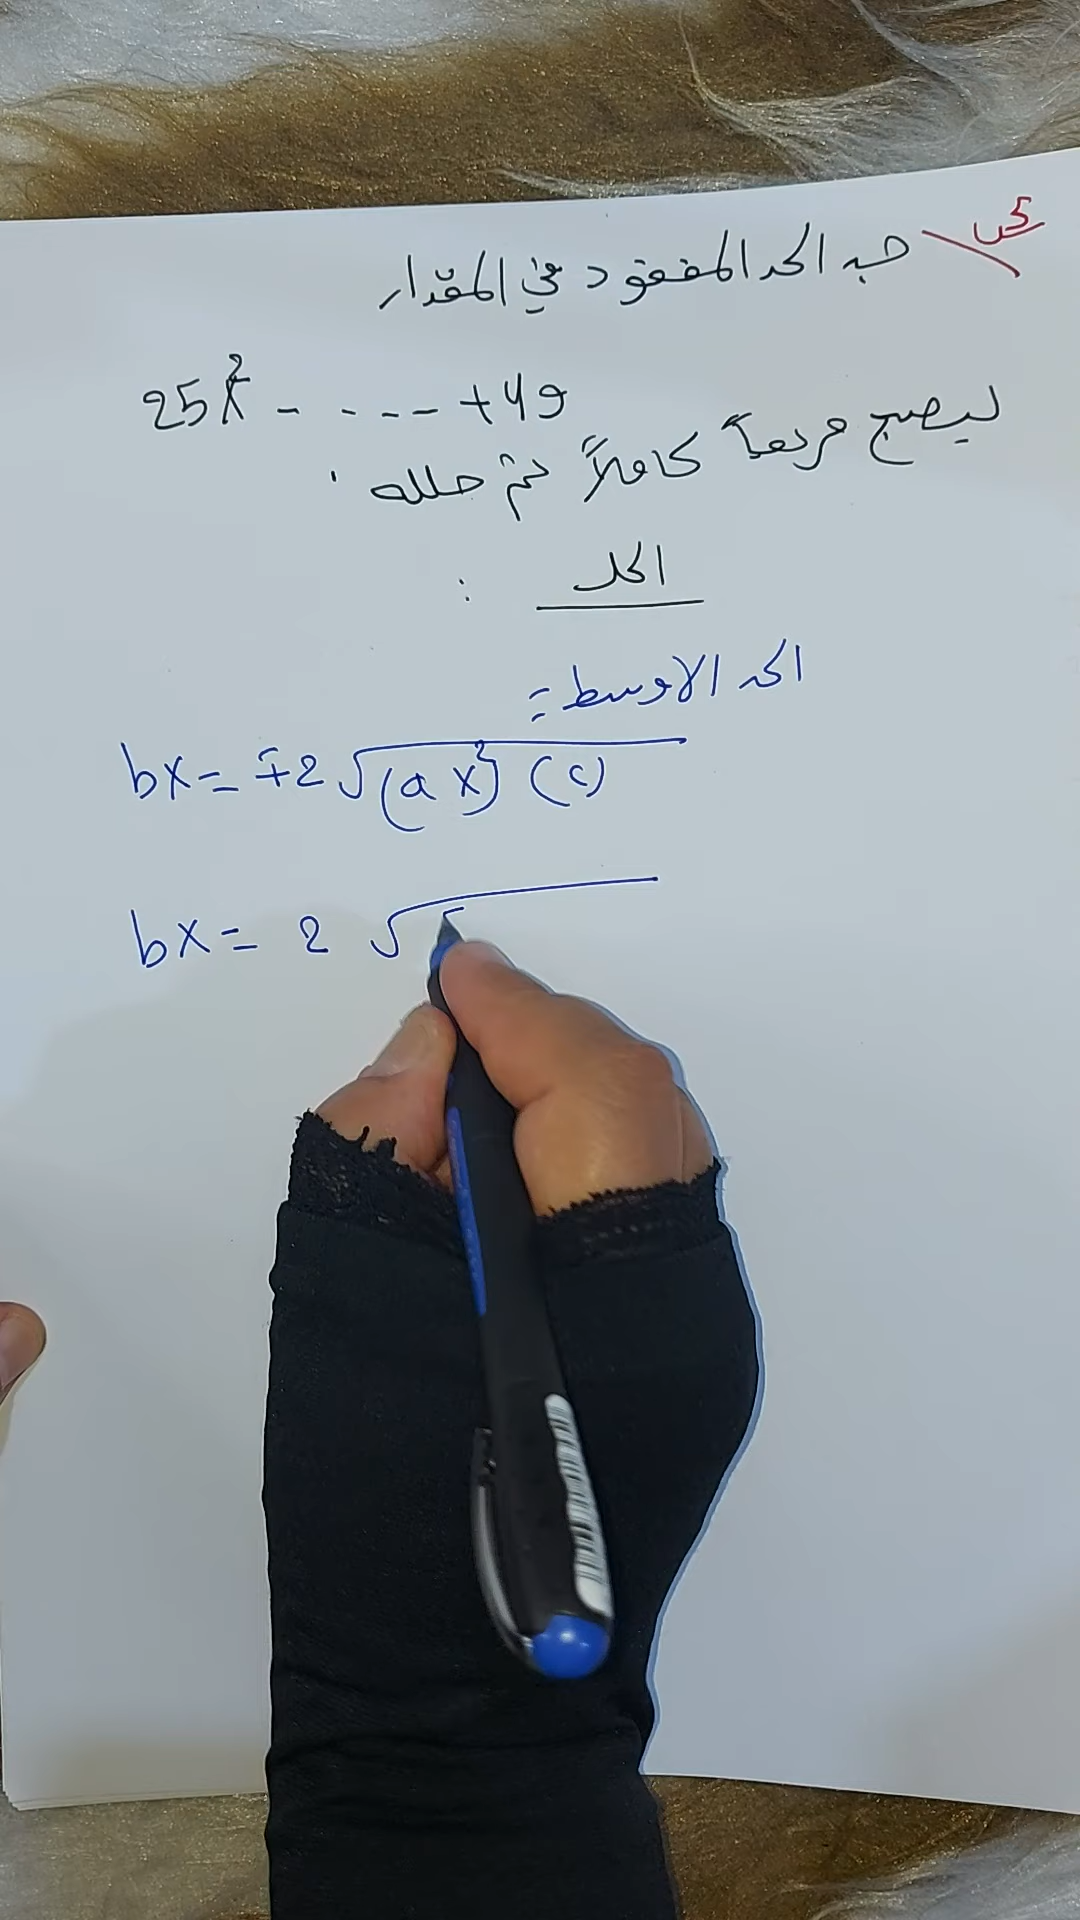 س5/ جد الحد المفقود في المقدار
25x² - ---- +49
ليصبح مربعاً كاملاً ثم حلله .
الحل :
الحد الاوسط =
bx = ∓2√(ax²)(c)
bx = 2√(